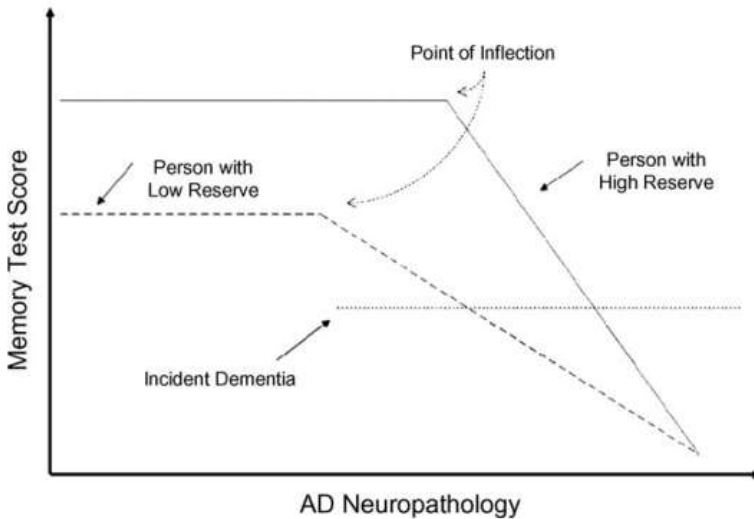 Point of Inflection
Person with
Low Reserve
Person with
High Reserve
Memory Test Score
Incident Dementia
AD Neuropathology